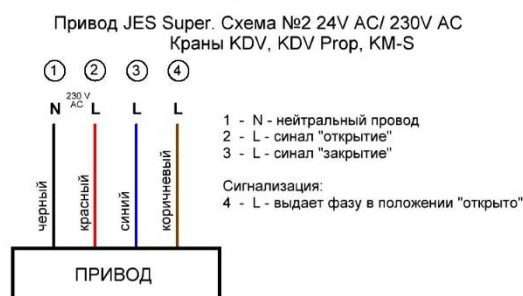 Привод JES Super. Схема №2 24V AC/ 230V AC
Краны KDV, KDV Prop, KM-S
1 2 3 4
230 V
AC
N L L L
черный красный синий коричневый
1 - N - нейтральный провод
2 - L - синал "открытие"
3 - L - синал "закрытие"
Сигнализация:
4 - L - выдает фазу в положении "открыто"
ПРИВОД